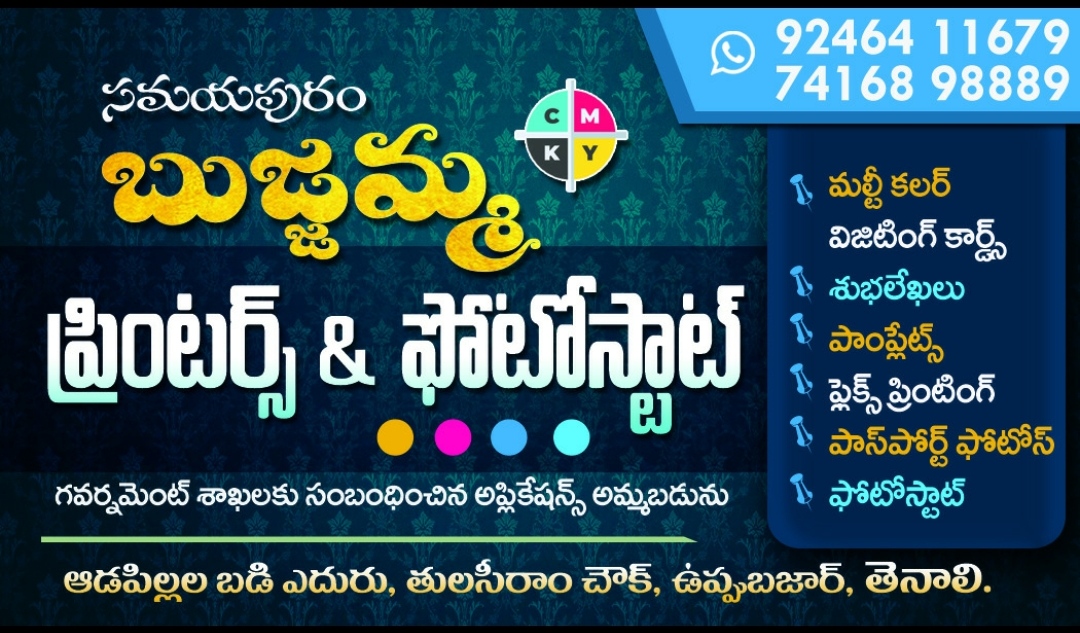 92464 11679
74168 98889
సమయపురం
బుజ్జమ్మ
C M
K Y
ప్రింటర్స్ & ఫోటోస్టాట్
గవర్నమెంట్ శాఖలకు సంబంధించిన అప్లికేషన్స్ అమ్మబడును
ఆడపిల్లల బడి ఎదురు, తులసీరాం చౌక్, ఉప్పుబజార్, తెనాలి.
మల్టీ కలర్
విజిటింగ్ కార్డ్స్
శుభలేఖలు
పాంప్లేట్స్
ఫ్లెక్స్ ప్రింటింగ్
పాస్‌పోర్ట్ ఫోటోస్
ఫోటోస్టాట్